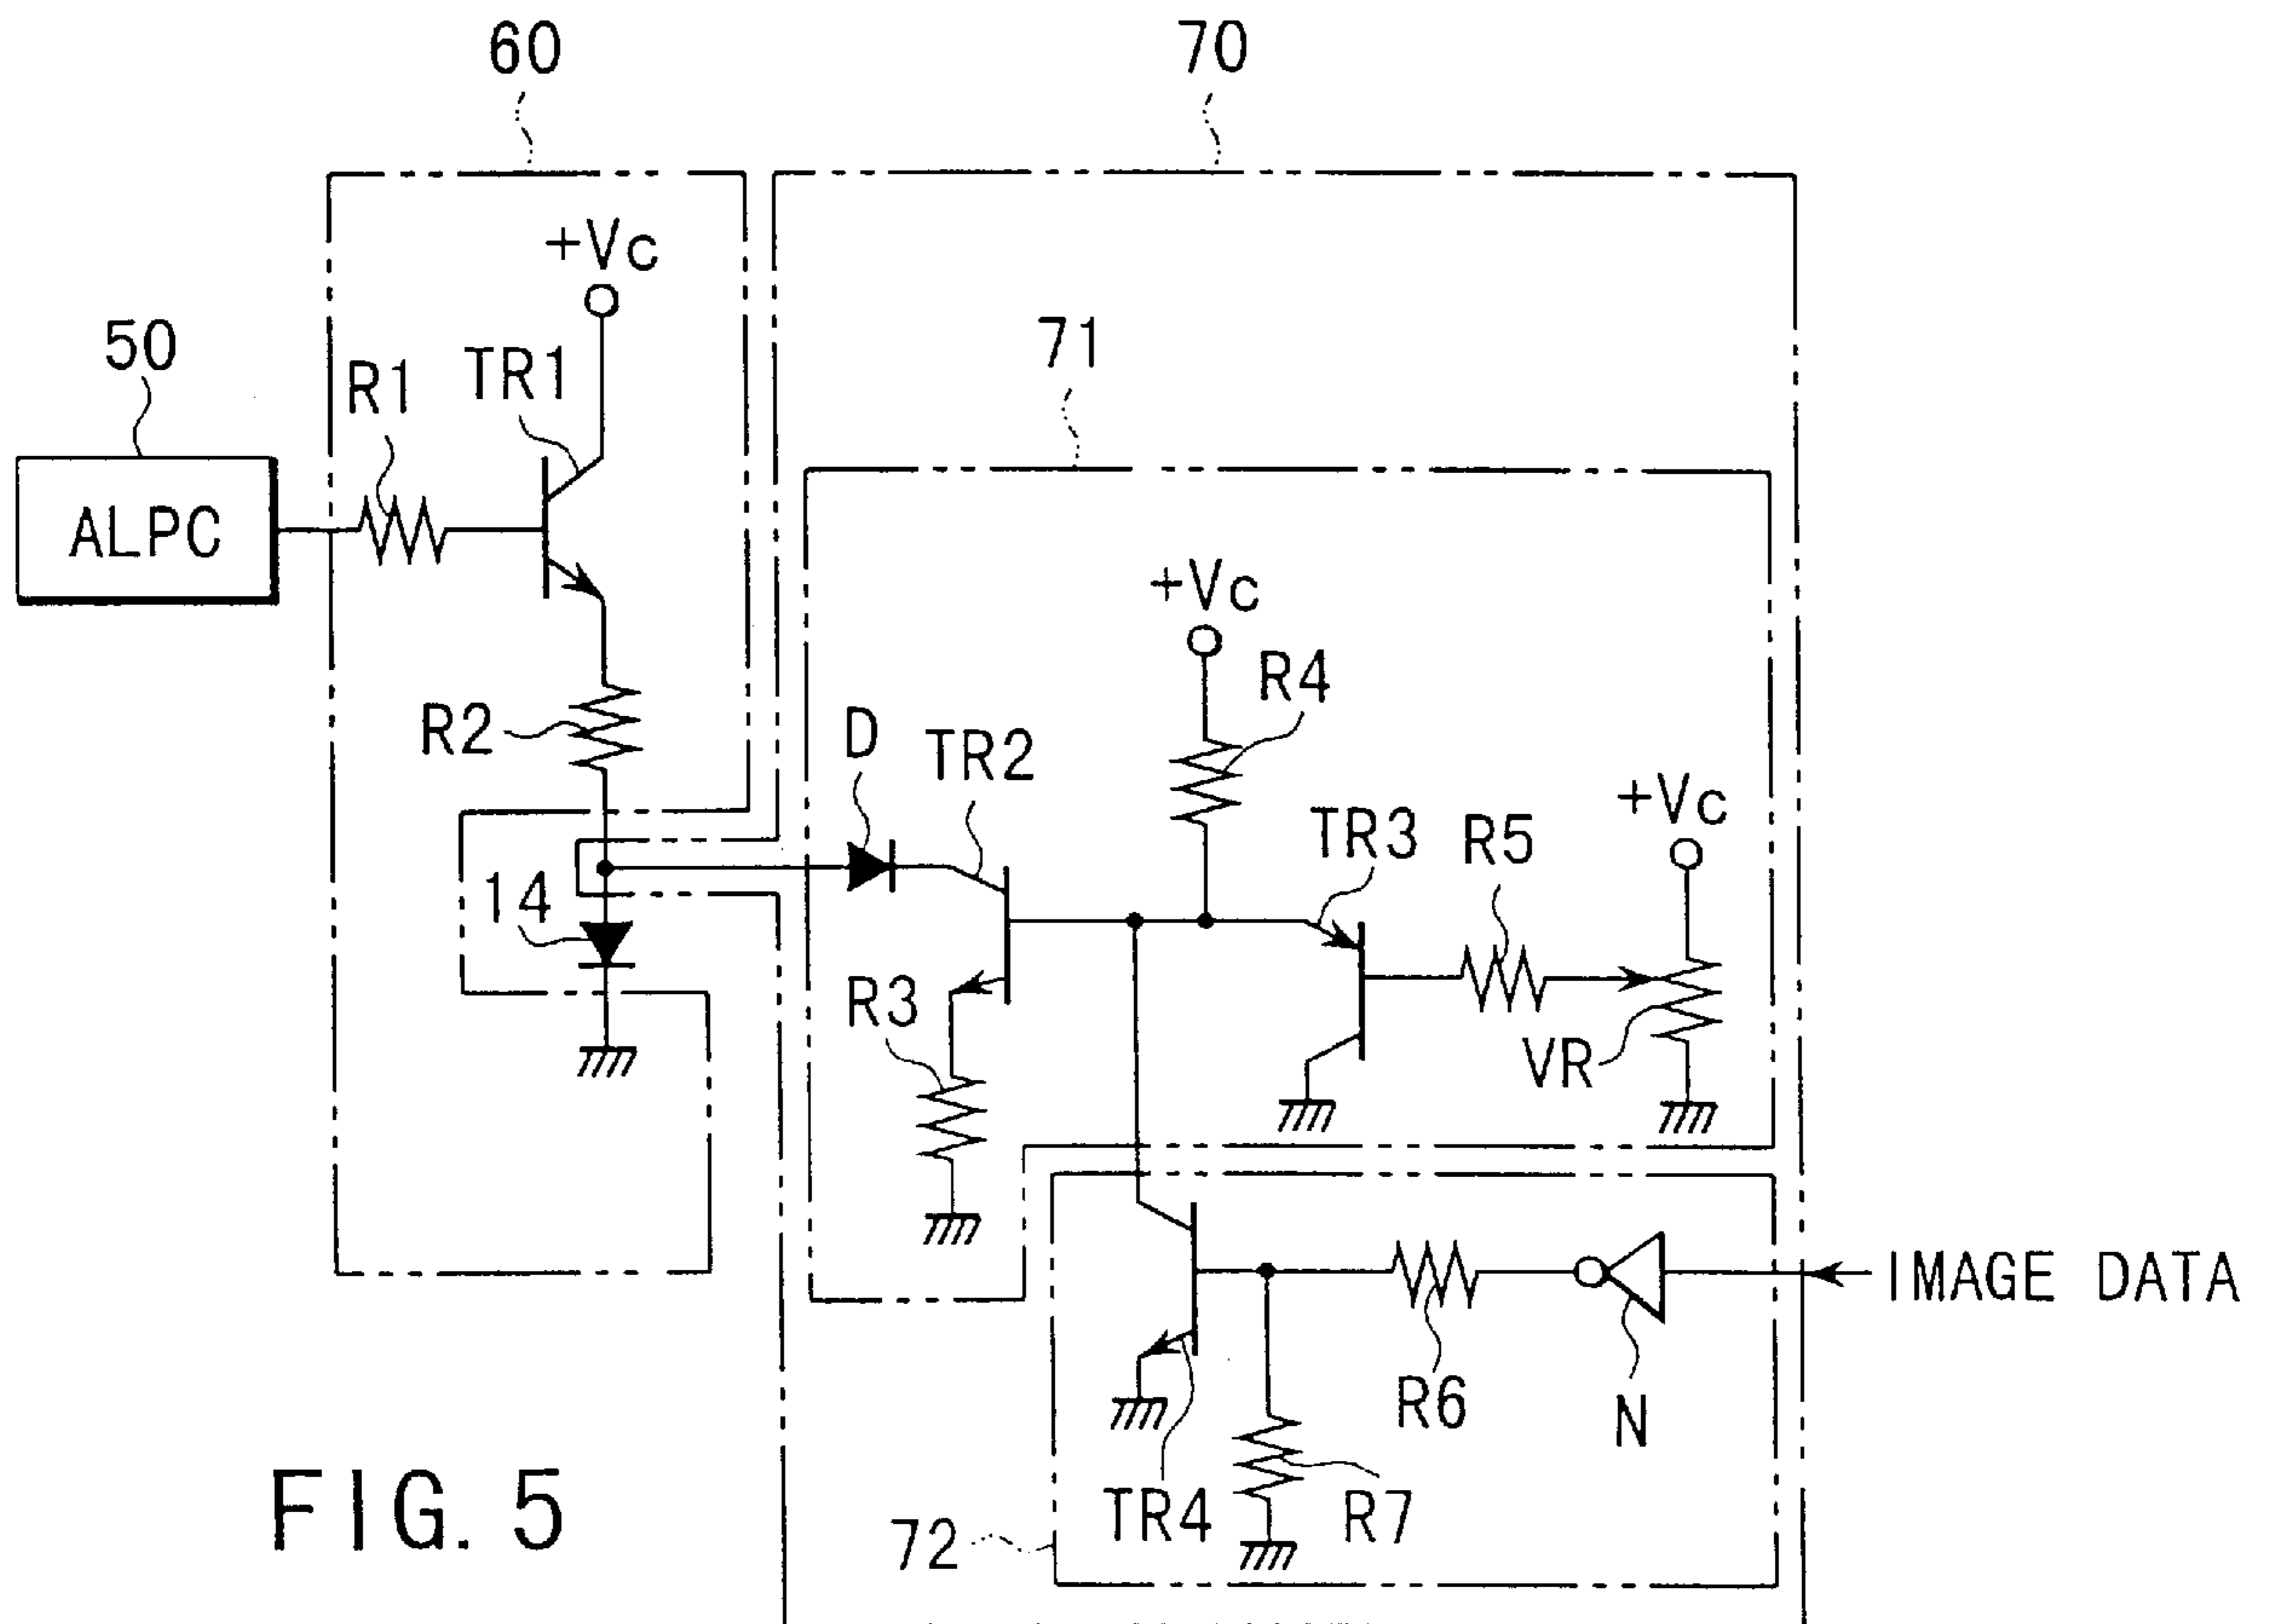 60
70
+Vc
50
R1
TR1
71
ALPC
+Vc
R4
R2
D
TR2
+Vc
TR3
R5
14
R3
VR
IMAGE DATA
R6
N
TR4
R7
72
FIG. 5